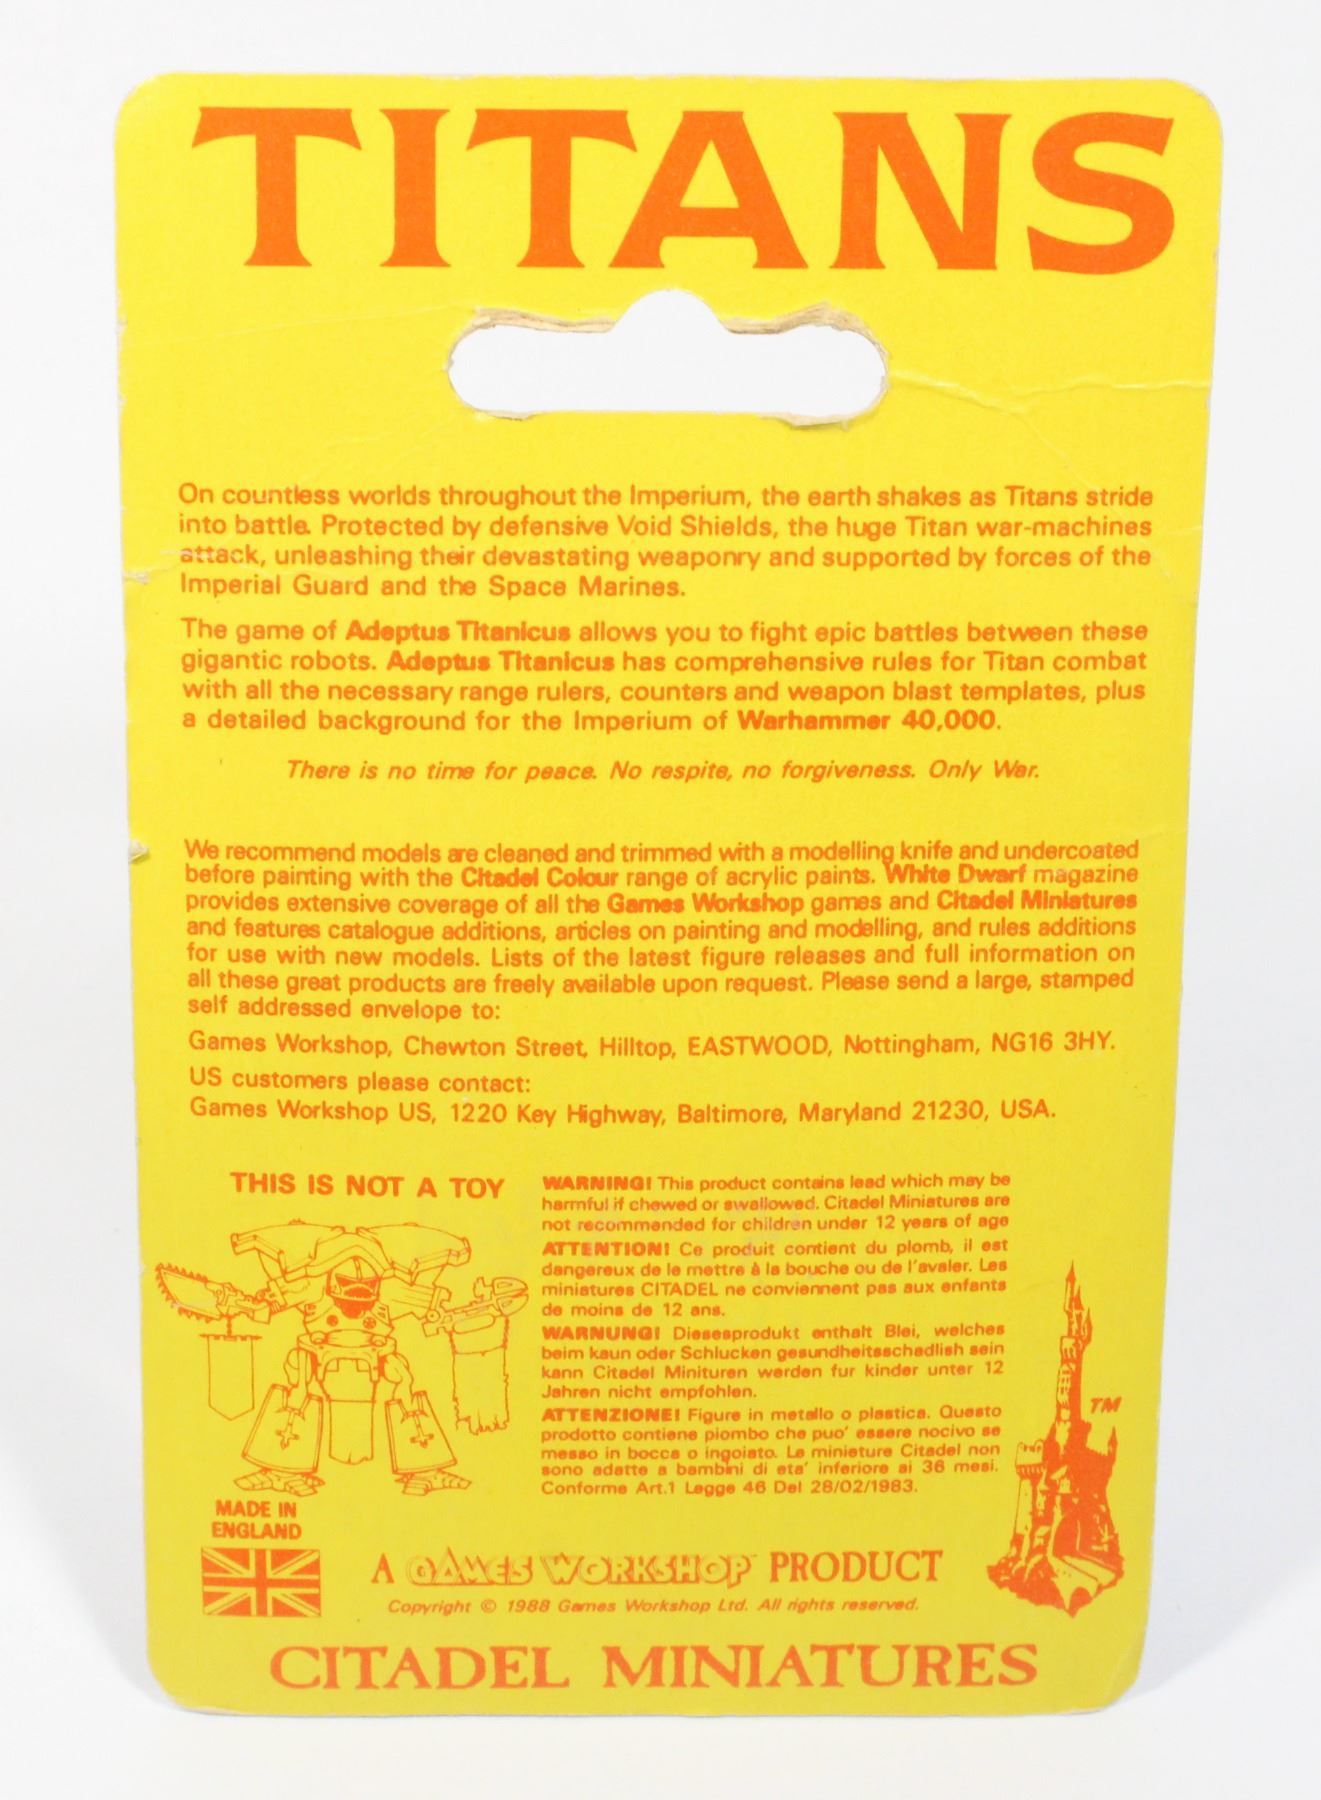 TITANS
On countless worlds throughout the Imperium, the earth shakes as Titans stride
into battle. Protected by defensive Void Shields, the huge Titan war-machines
attack, unleashing their devastating weaponry and supported by forces of the
Imperial Guard and the Space Marines.
The game of Adeptus Titanicus allows you to fight epic battles between these
gigantic robots. Adeptus Titanicus has comprehensive rules for Titan combat
with all the necessary range rulers, counters and weapon blast templates, plus
a detailed background for the Imperium of Warhammer 40,000.
There is no time for peace. No respite, no forgiveness. Only War.
We recommend models are cleaned and trimmed with a modelling knife and undercoated
before painting with the Citadel Colour range of acrylic paints. White Dwarf magazine
provides extensive coverage of all the Games Workshop games and Citadel Miniatures
and features catalogue additions, articles on painting and modelling, and rules additions
for use with new models. Lists of the latest figure releases and full information on
all these great products are freely available upon request. Please send a large, stamped
self addressed envelope to:
Games Workshop, Chewton Street, Hilltop, EASTWOOD, Nottingham, NG16 3HY.
US customers please contact:
Games Workshop US, 1220 Key Highway, Baltimore, Maryland 21230, USA.
THIS IS NOT A TOY
WARNING! This product contains lead which may be
harmful if chewed or swallowed. Citadel Miniatures are
not recommended for children under 12 years of age
ATTENTION! Ce produit contient du plomb, il est
dangereux de le mettre à la bouche ou de l'avaler. Les
miniatures CITADEL ne conviennent pas aux enfants
de moins de 12 ans.
WARNUNG! Diesesprodukt enthalt Blei, welches
beim kaun oder Schlucken gesundheitsschadlish sein
kann Citadel Minituren werden fur kinder unter 12
Jahren nicht empfohlen.
ATTENZIONE! Figure in metallo o plastica. Questo
prodotto contiene piombo che puo' essere nocivo se
messo in bocca o ingoiato. Le miniature Citadel non
sono adatte a bambini di eta' inferiore ai 36 mesi.
Conforme Art.1 Legge 46 Del 28/02/1983.
TM
MADE IN
ENGLAND
A GAMES WORKSHOP PRODUCT
Copyright © 1988 Games Workshop Ltd. All rights reserved.
CITADEL MINIATURES